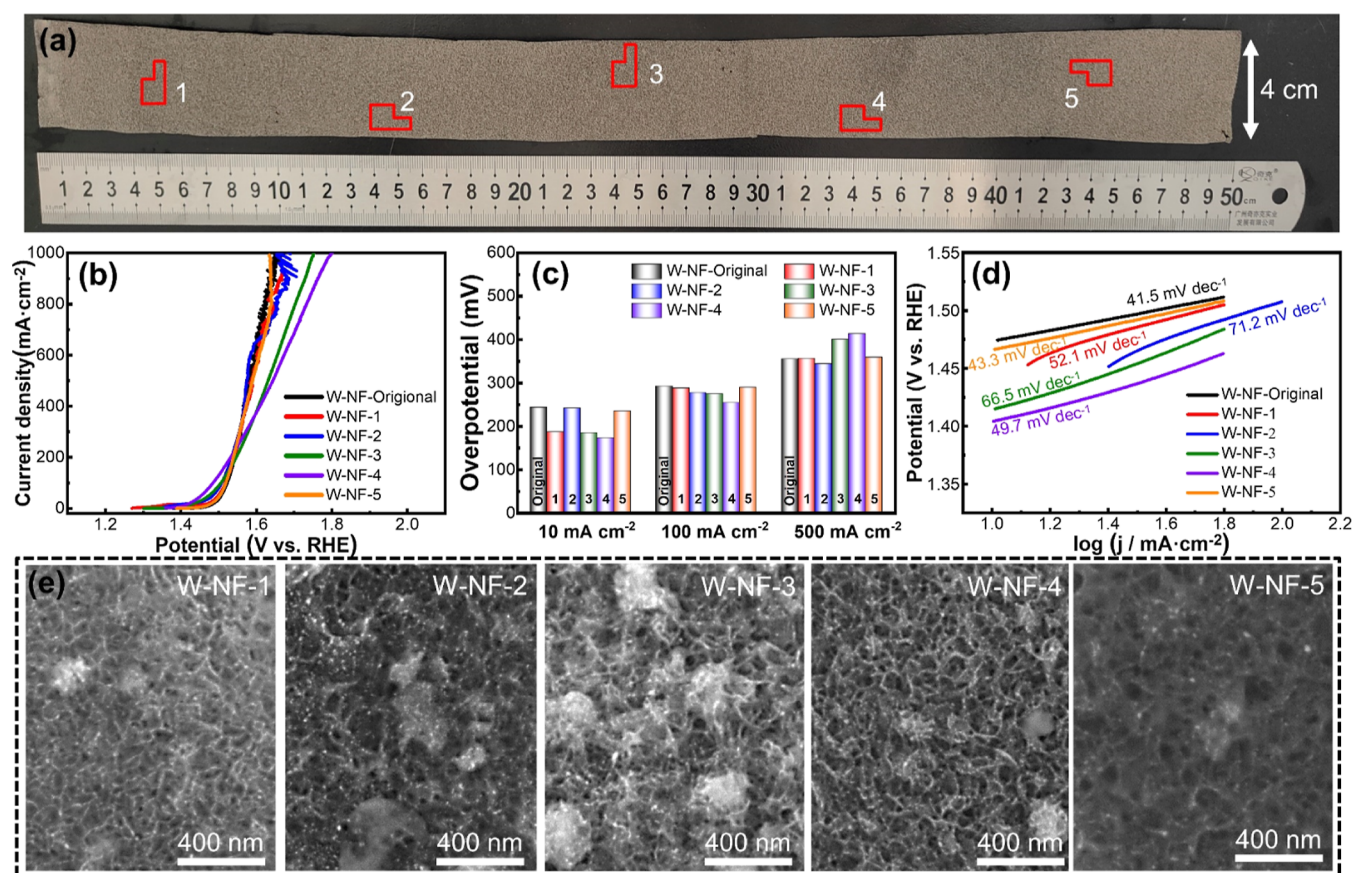 (a)
1
2
3
4
5
4 cm
1 2 3 4 5 6 7 8 9 10 1 2 3 4 5 6 7 8 9 20 1 2 3 4 5 6 7 8 9 30 1 2 3 4 5 6 7 8 9 40 1 2 3 4 5 6 7 8 9 50 cm
(b)
Current density(mA·cm-2)
1000
800
600
400
200
0
1.2 1.4 1.6 1.8 2.0
Potential (V vs. RHE)
W-NF-Origional
W-NF-1
W-NF-2
W-NF-3
W-NF-4
W-NF-5
(c)
Overpotential (mV)
600
500
400
300
200
100
0
W-NF-Original W-NF-1
W-NF-2 W-NF-3
W-NF-4 W-NF-5
Original 1 2 3 4 5
Original 1 2 3 4 5
Original 1 2 3 4 5
10 mA cm-2 100 mA cm-2 500 mA cm-2
(d)
Potential (V vs. RHE)
1.55
1.50
1.45
1.40
1.35
41.5 mV dec-1
71.2 mV dec-1
43.3 mV dec-1
52.1 mV dec-1
66.5 mV dec-1
49.7 mV dec-1
W-NF-Original
W-NF-1
W-NF-2
W-NF-3
W-NF-4
W-NF-5
1.0 1.2 1.4 1.6 1.8 2.0 2.2
log (j / mA·cm-2)
(e)
W-NF-1
W-NF-2
W-NF-3
W-NF-4
W-NF-5
400 nm
400 nm
400 nm
400 nm
400 nm